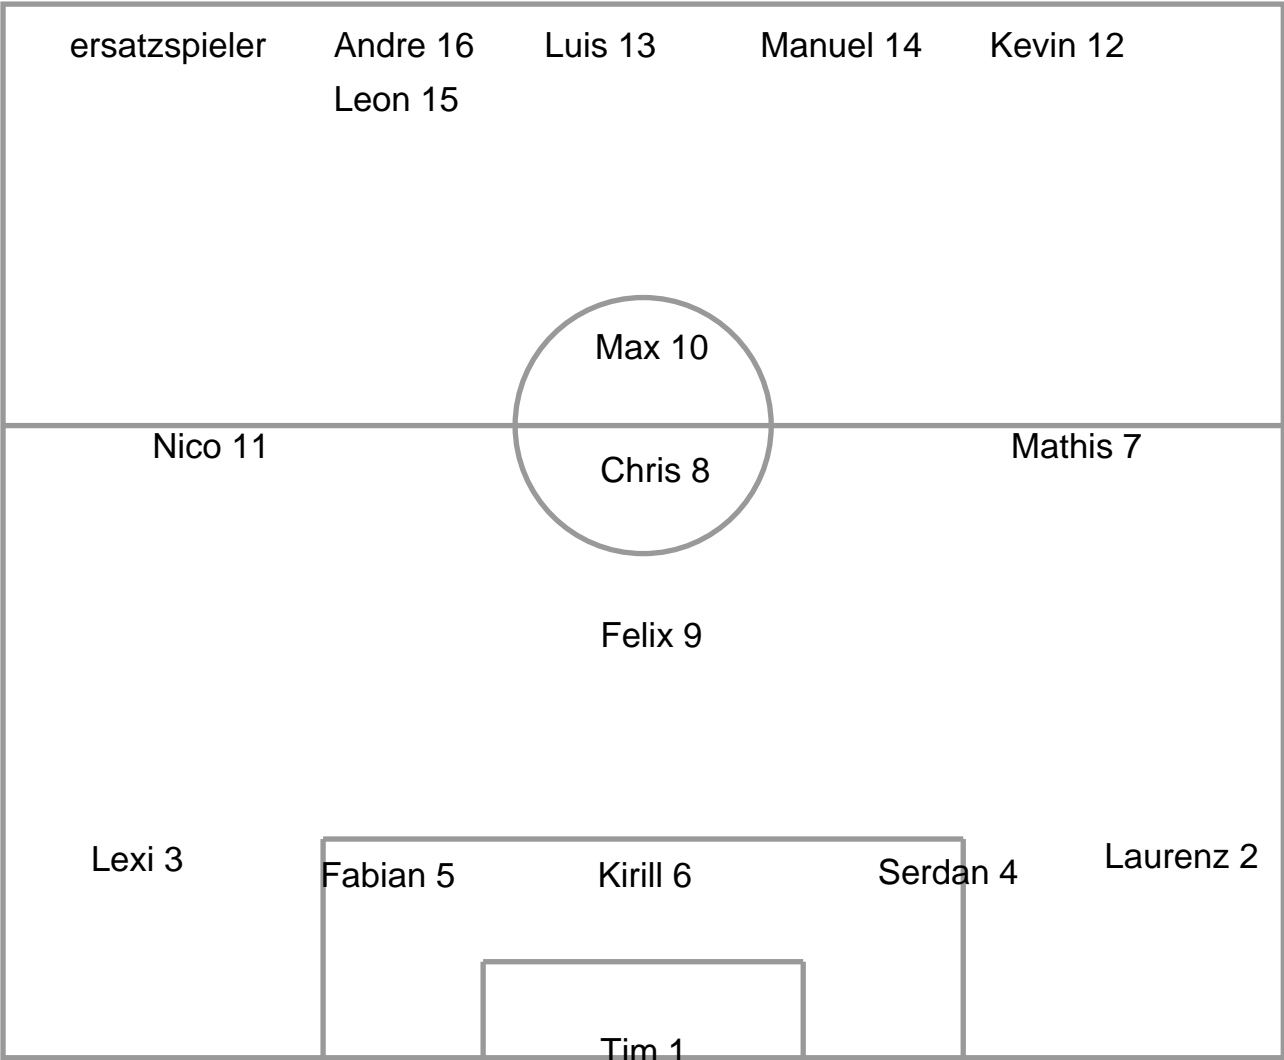 ersatzspieler Andre 16 Luis 13 Manuel 14 Kevin 12
Leon 15
Max 10
Nico 11 Mathis 7
Chris 8
Felix 9
Lexi 3 Fabian 5 Kirill 6 Serdan 4 Laurenz 2
Tim 1